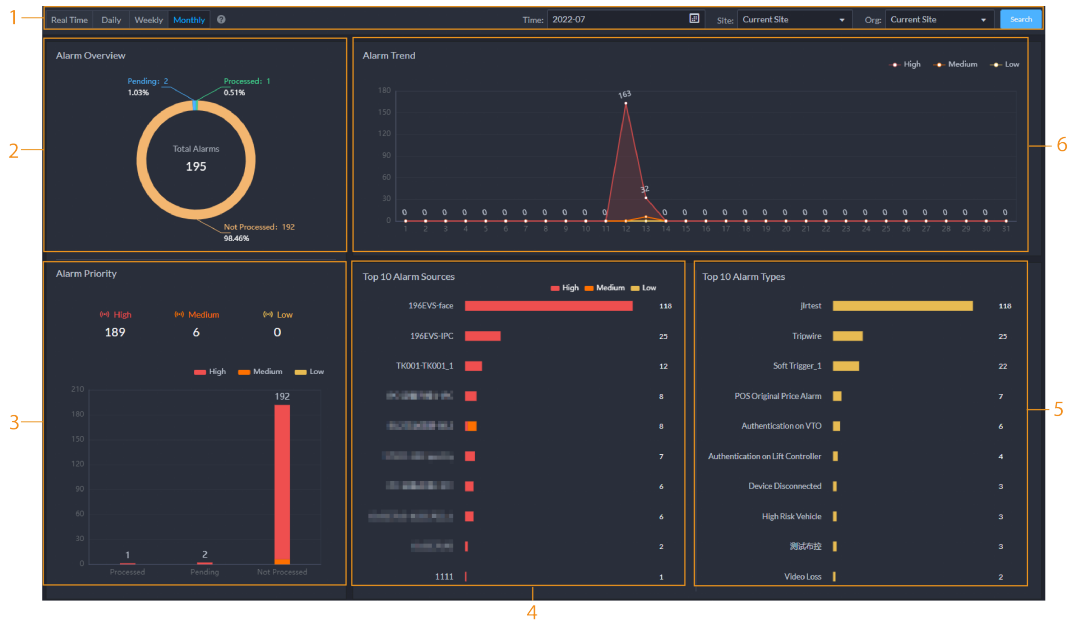 1
Real Time Daily Weekly Monthly ?
Time: 2022-07 Site: Current Site Org: Current Site Search
Alarm Overview
Pending: 2
1.03%
Processed: 1
0.51%
Total Alarms
195
Not Processed: 192
98.46%
2
Alarm Trend
High Medium Low
180
150
120
90
60
30
0
0 0 0 0 0 0 0 0 0 0 0 163 32 0 0 0 0 0 0 0 0 0 0 0 0 0 0 0 0 0 0
1 2 3 4 5 6 7 8 9 10 11 12 13 14 15 16 17 18 19 20 21 22 23 24 25 26 27 28 29 30 31
6
Alarm Priority
High Medium Low
189 6 0
High Medium Low
210
180
150
120
90
60
30
0
1 2 192
Processed Pending Not Processed
3
Top 10 Alarm Sources
High Medium Low
196EVS-face 118
196EVS-IPC 25
TK001-TK001_1 12
8
8
7
6
6
2
1111 1
4
Top 10 Alarm Types
jlrtest 118
Tripwire 25
Soft Trigger_1 22
POS Original Price Alarm 7
Authentication on VTO 6
Authentication on Lift Controller 4
Device Disconnected 3
High Risk Vehicle 3
测试布控 3
Video Loss 2
5